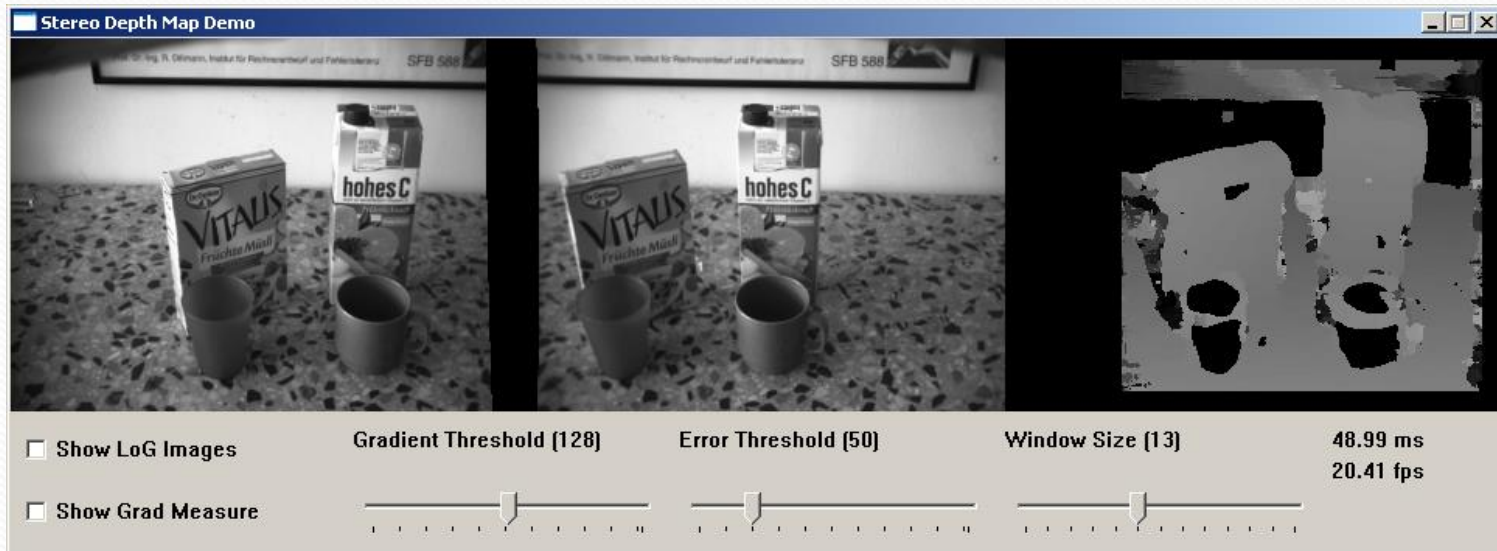 Stereo Depth Map Demo
SFB 588
SFB 588
hohes C
hohes C
VITALIS
Früchte Müsli
VITALIS
Früchte Müsli
Show LoG Images
Gradient Threshold (128)
Error Threshold (50)
Window Size (13)
48.99 ms
20.41 fps
Show Grad Measure